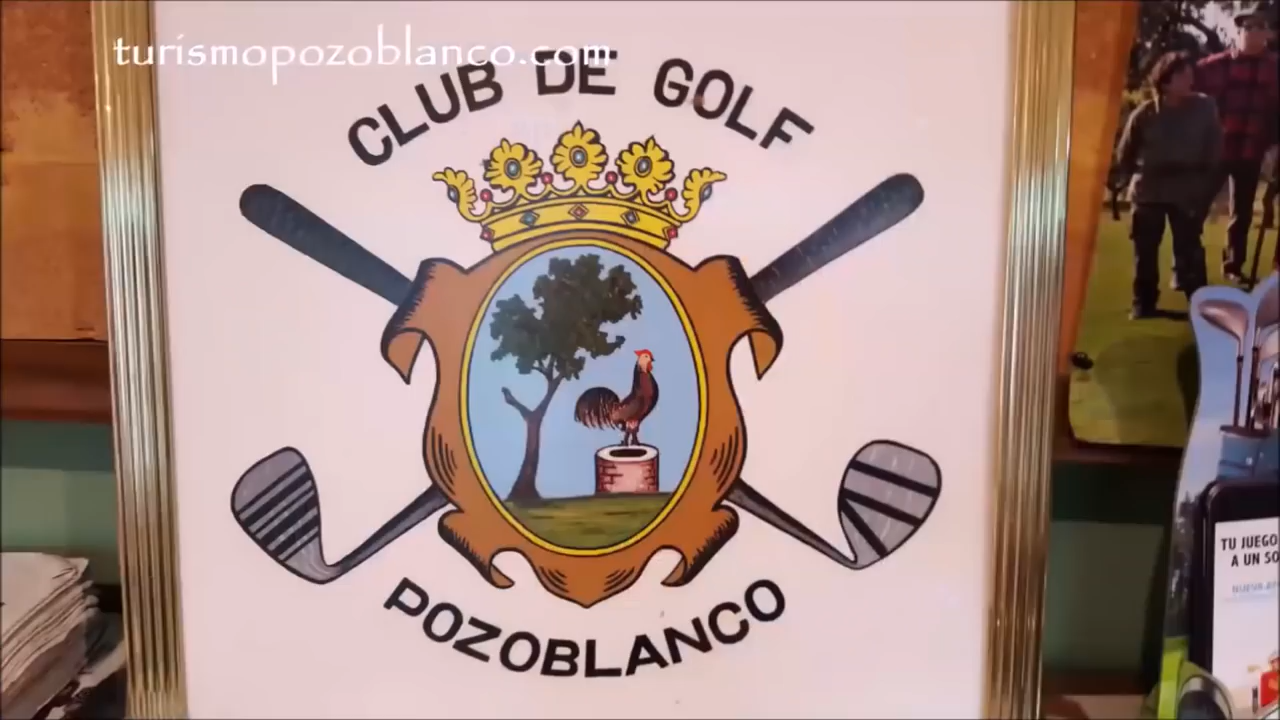 turismopozoblanco.com
CLUB DE GOLF
POZOBLANCO
TU JUEGO
A UN SO